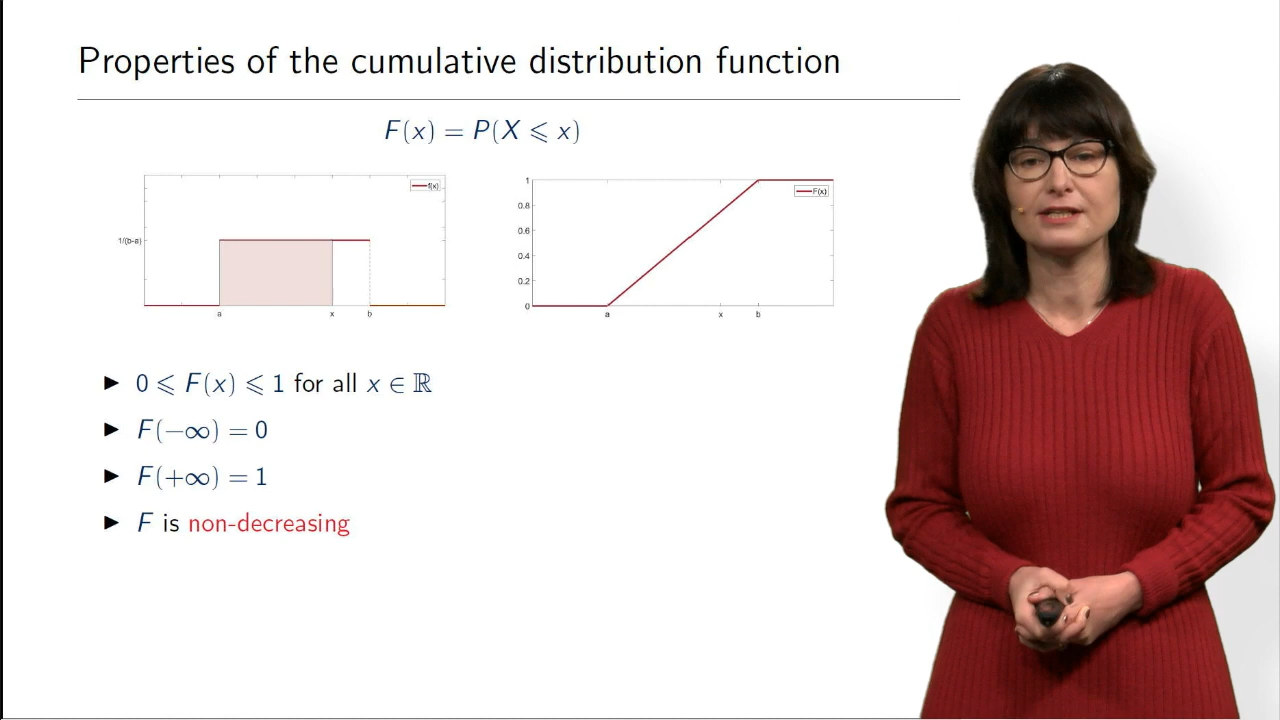 Properties of the cumulative distribution function
F(x) = P(X ⩽ x)
f(x)
1/(b-a)
a x b
F(x)
1
0.8
0.6
0.4
0.2
0
a x b
▶ 0 ⩽ F(x) ⩽ 1 for all x ∈ ℝ
▶ F(−∞) = 0
▶ F(+∞) = 1
▶ F is non-decreasing